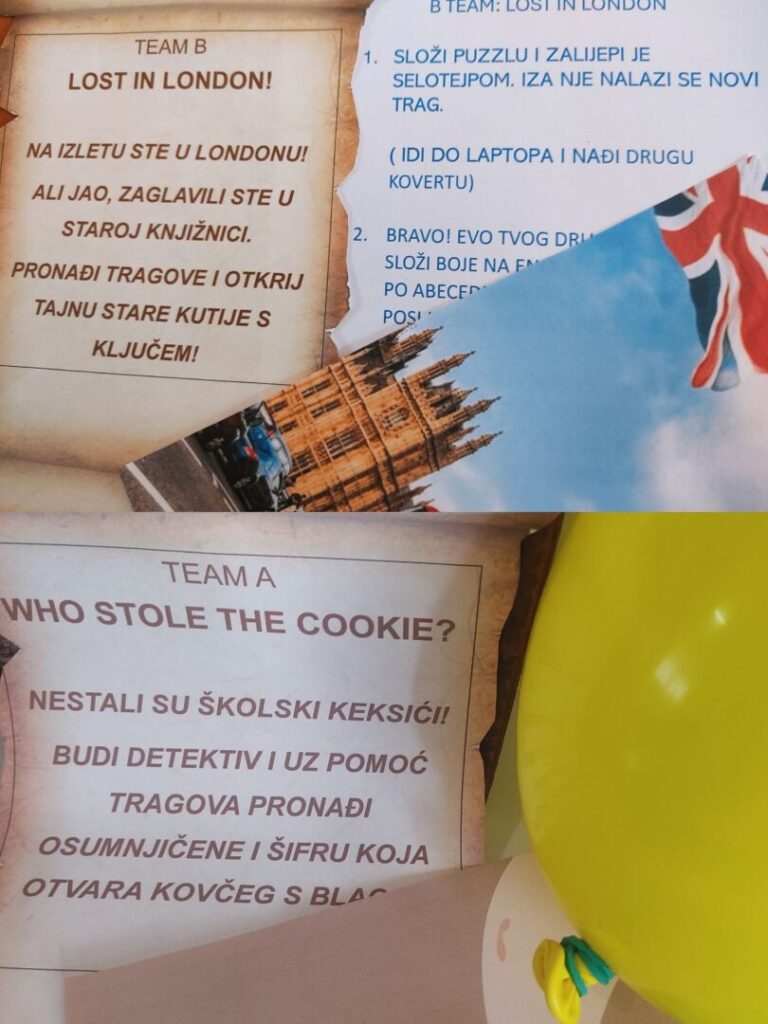 TEAM B
LOST IN LONDON!
NA IZLETU STE U LONDONU!
ALI JAO, ZAGLAVILI STE U
STAROJ KNJIŽNICI.
PRONAĐI TRAGOVE I OTKRIJ
TAJNU STARE KUTIJE S
KLJUČEM!
B TEAM: LOST IN LONDON
1. SLOŽI PUZZLU I ZALIJEPI JE
SELOTEJPOM. IZA NJE NALAZI SE NOVI
TRAG.
( IDI DO LAPTOPA I NAĐI DRUGU
KOVERTU)
2. BRAVO! EVO TVOG
SLOŽI BOJE NA
PO
TEAM A
WHO STOLE THE COOKIE?
NESTALI SU ŠKOLSKI KEKSIĆI!
BUDI DETEKTIV I UZ POMOĆ
TRAGOVA PRONAĐI
OSUMNJIČENE I ŠIFRU KOJA
OTVARA KOVČEG S